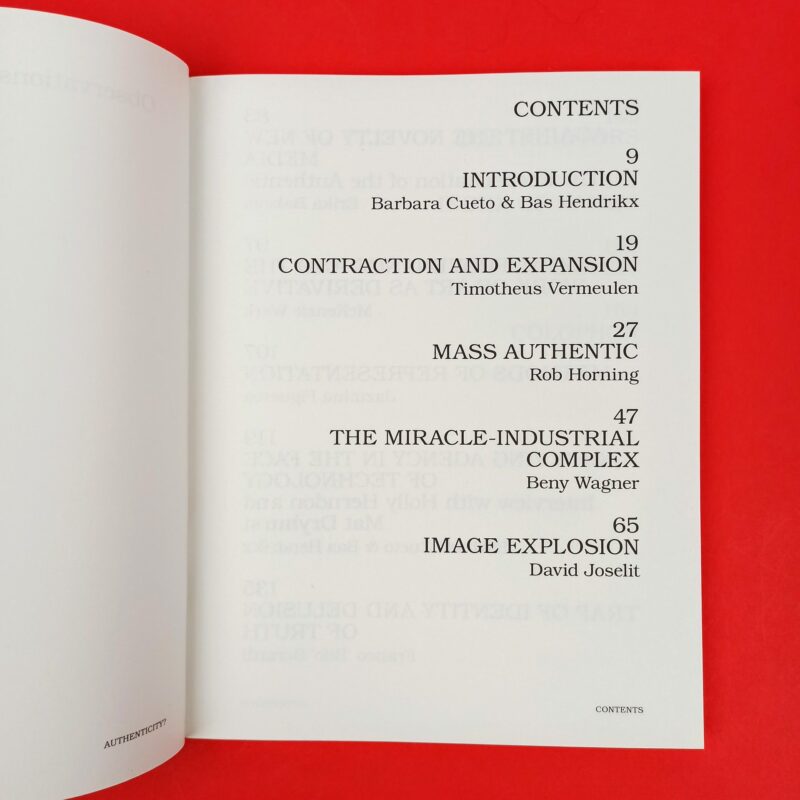 AUTHENTICITY?
CONTENTS
9
INTRODUCTION
Barbara Cueto & Bas Hendrikx
19
CONTRACTION AND EXPANSION
Timotheus Vermeulen
27
MASS AUTHENTIC
Rob Horning
47
THE MIRACLE-INDUSTRIAL
COMPLEX
Beny Wagner
65
IMAGE EXPLOSION
David Joselit
CONTENTS